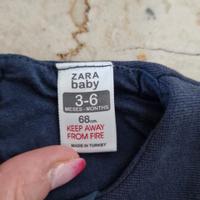 ZARA
baby
3-6
MESES-MONTHS
68cm
KEEP AWAY
FROM FIRE
MADE IN TURKEY